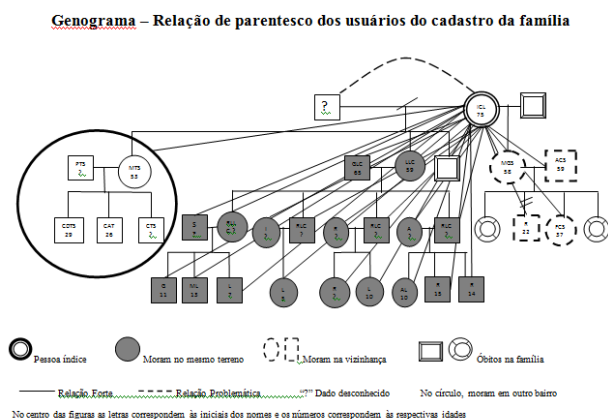 Genograma – Relação de parentesco dos usuários do cadastro da família
?
ICL
75
PTS
?
MTS
53
GLC
65
LLC
59
MGS
58
ACS
59
CDTS
29
CAT
26
CTS
?
S
RLC
?
RLC
?
A
RLC
?
R
22
FCS
37
G
11
ML
15
L
?
L
R
?
L
10
AL
10
R
16
R
14
Pessoa índice
Moram no mesmo terreno
Moram na vizinhança
Óbitos na família
Relação Forte
Relação Problemática
"?" Dado desconhecido
No círculo, moram em outro bairro
No centro das figuras as letras correspondem às iniciais dos nomes e os números correspondem às respectivas idades